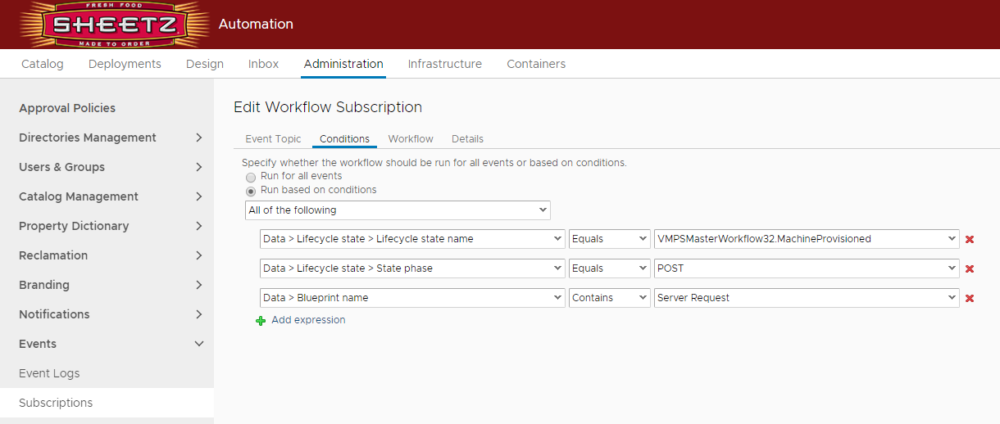 FRESH FOOD
SHEETZ
MADE TO ORDER
Automation
Catalog Deployments Design Inbox Administration Infrastructure Containers
Approval Policies
Directories Management
Users & Groups
Catalog Management
Property Dictionary
Reclamation
Branding
Notifications
Events
Event Logs
Subscriptions
Edit Workflow Subscription
Event Topic Conditions Workflow Details
Specify whether the workflow should be run for all events or based on conditions.
Run for all events
Run based on conditions
All of the following
Data > Lifecycle state > Lifecycle state name Equals VMPSMasterWorkflow32.MachineProvisioned
Data > Lifecycle state > State phase Equals POST
Data > Blueprint name Contains Server Request
Add expression